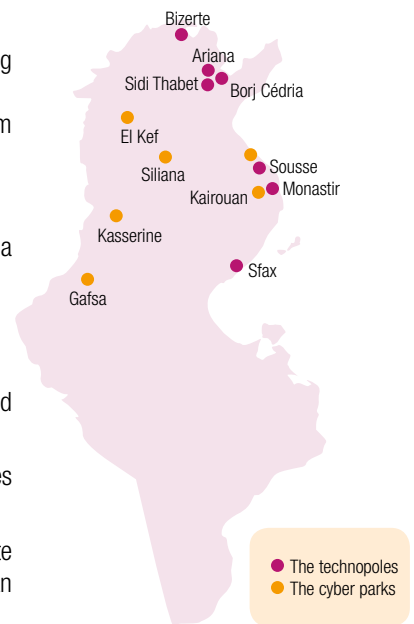 Bizerte
Ariana
Sidi Thabet
Borj Cédria
El Kef
Siliana
Sousse
Monastir
Kairouan
Kasserine
Sfax
Gafsa
The technopoles
The cyber parks